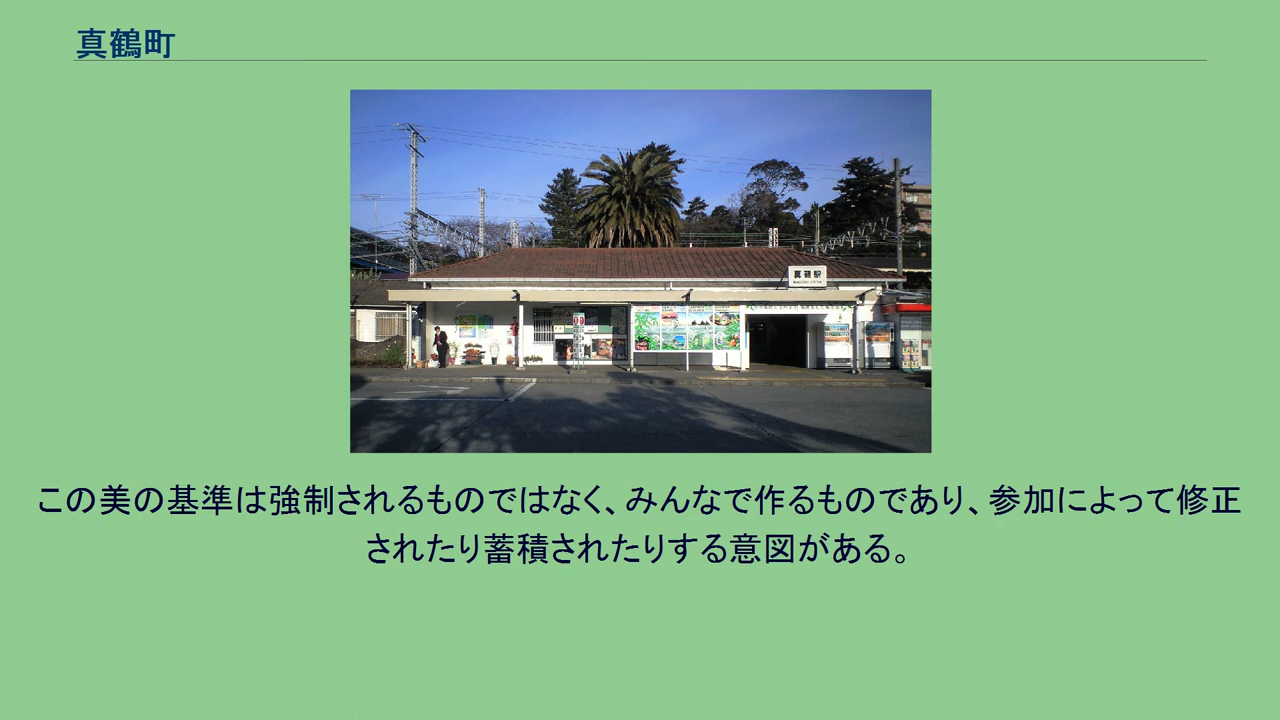 真鶴町
真鶴駅
MANAZURU STATION
この美の基準は強制されるものではなく、みんなで作るものであり、参加によって修正
されたり蓄積されたりする意図がある。